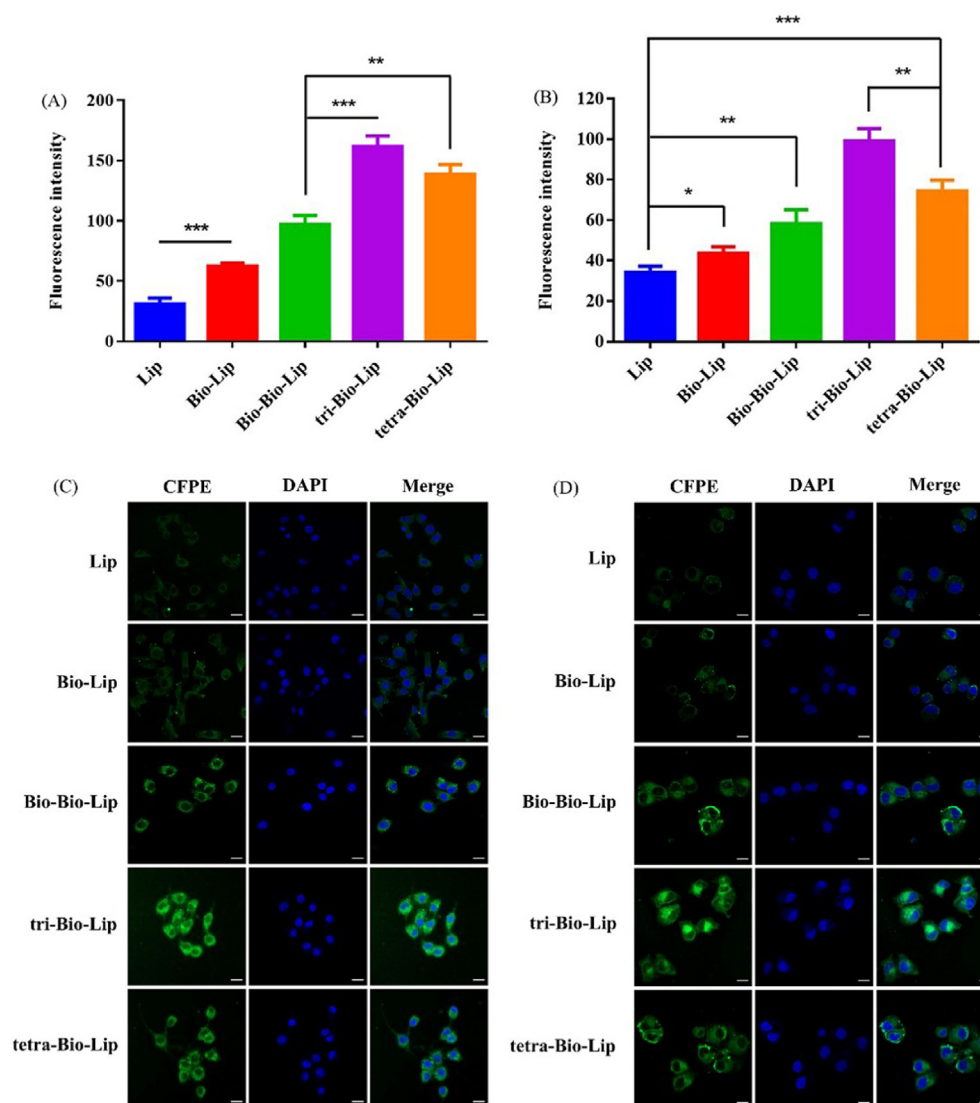 (A)
Fluorescence intensity
200
150
100
50
0
***
***
**
Lip
Bio-Lip
Bio-Bio-Lip
tri-Bio-Lip
tetra-Bio-Lip
(B)
Fluorescence intensity
120
100
80
60
40
20
0
*
**
***
**
Lip
Bio-Lip
Bio-Bio-Lip
tri-Bio-Lip
tetra-Bio-Lip
(C)
CFPE DAPI Merge
Lip
Bio-Lip
Bio-Bio-Lip
tri-Bio-Lip
tetra-Bio-Lip
(D)
CFPE DAPI Merge
Lip
Bio-Lip
Bio-Bio-Lip
tri-Bio-Lip
tetra-Bio-Lip